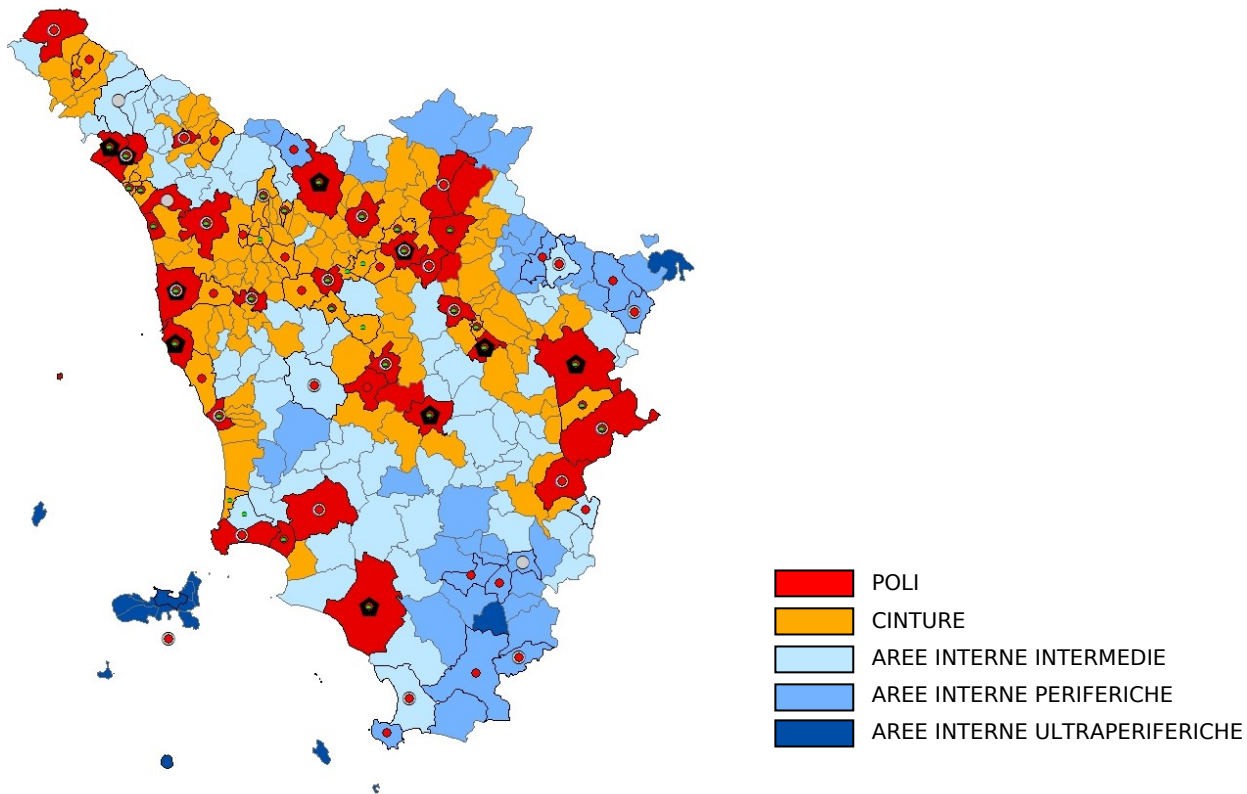 POLI
CINTURE
AREE INTERNE INTERMEDIE
AREE INTERNE PERIFERICHE
AREE INTERNE ULTRAPERIFERICHE